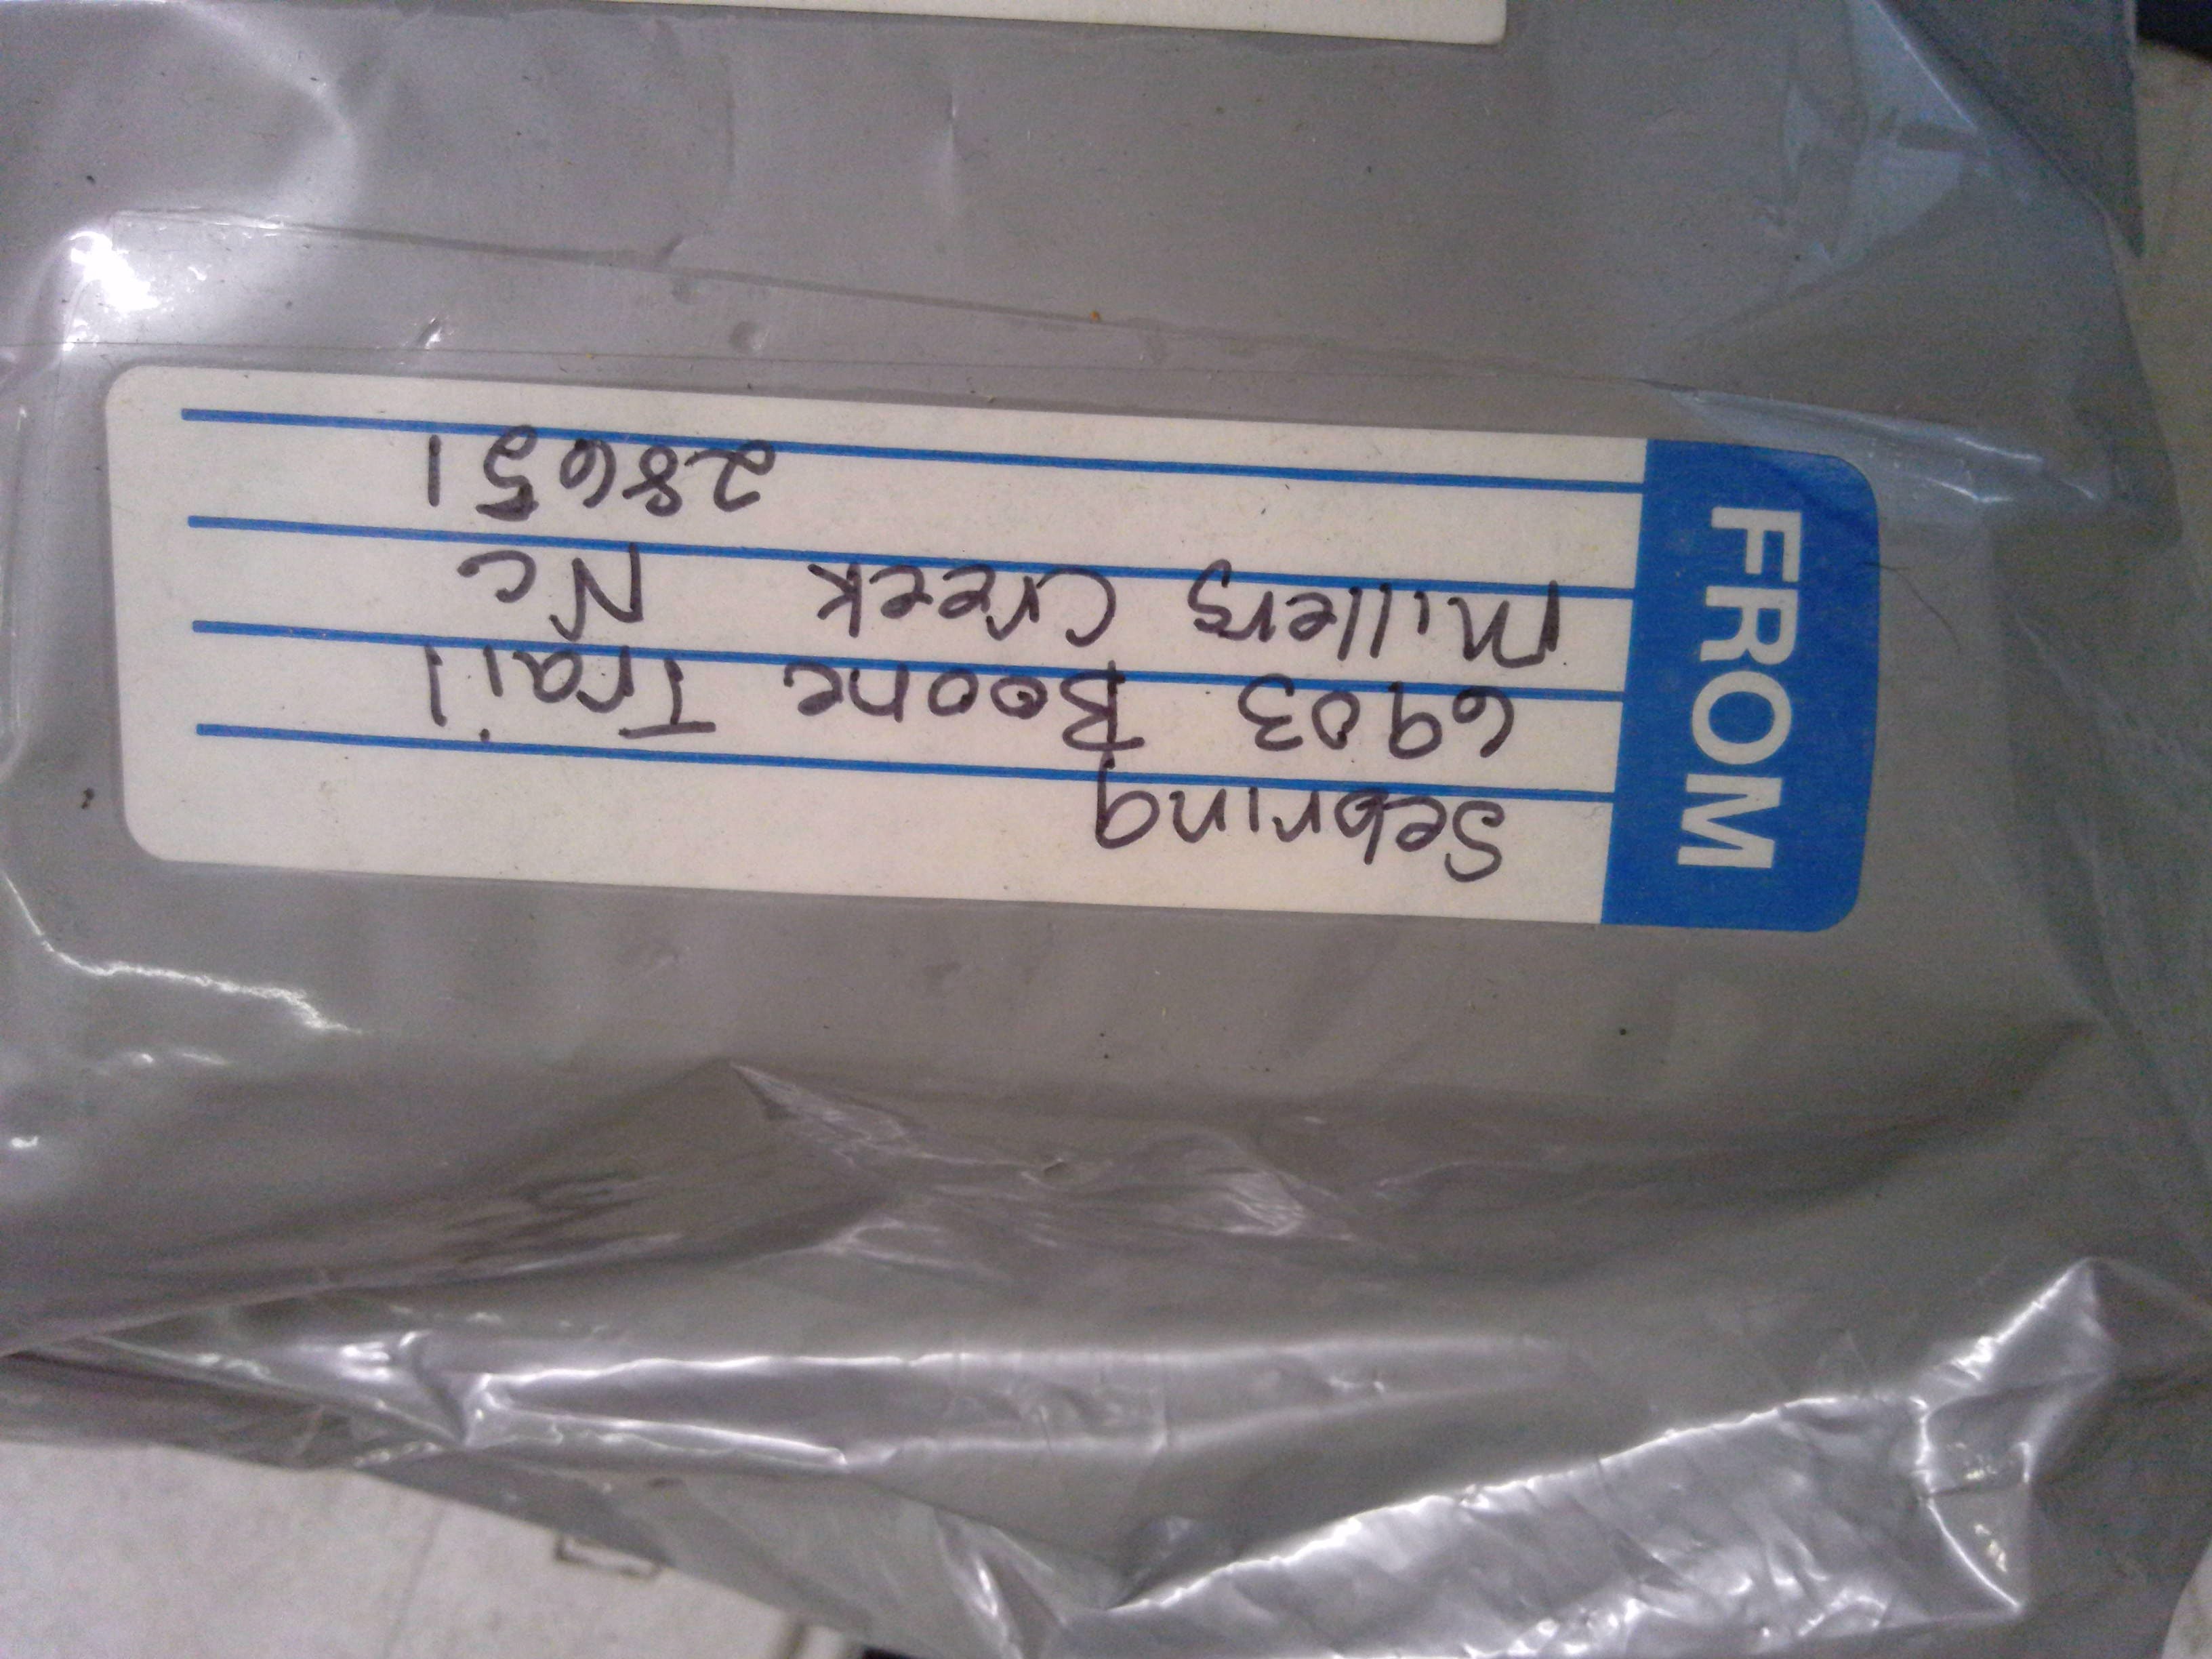 FROM
Sebring
6903 Boone Trail
Millers Creek NC
28651